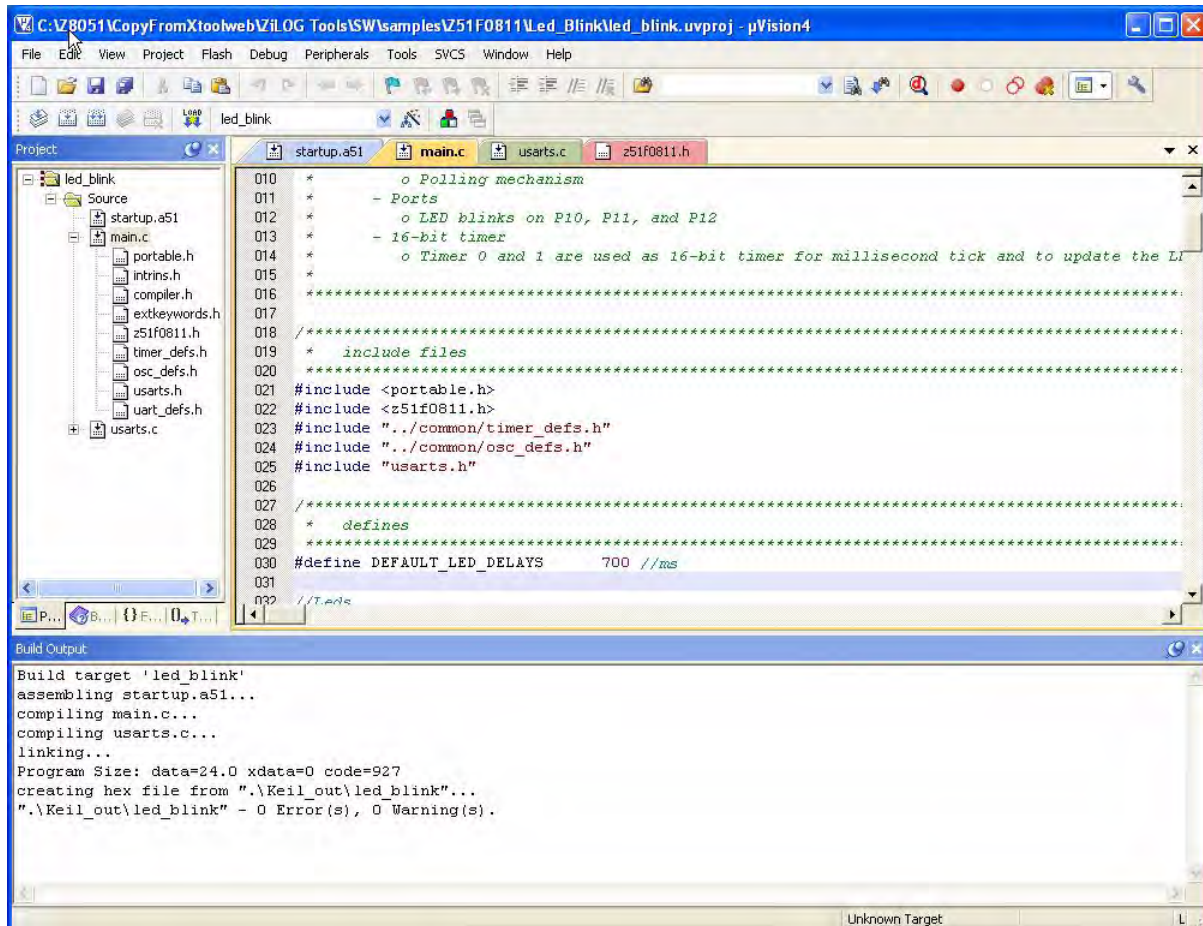 C:\Z8051\CopyFromXtoolweb\ZiLOG Tools\SW\samples\Z51F0811\Led_Blink\led_blink.uvproj - µVision4
File Edit View Project Flash Debug Peripherals Tools SVCS Window Help
LOAD led_blink
Project
startup.a51 main.c usarts.c z51f0811.h
led_blink
Source
startup.a51
main.c
portable.h
intrins.h
compiler.h
extkeywords.h
z51f0811.h
timer_defs.h
osc_defs.h
usarts.h
uart_defs.h
usarts.c
010 * o Polling mechanism
011 * - Ports
012 * o LED blinks on P10, P11, and P12
013 * - 16-bit timer
014 * o Timer 0 and 1 are used as 16-bit timer for millisecond tick and to update the
015 *
016 ************************************************************************
017
018 /***********************************************************************
019 * include files
020 ************************************************************************
021 #include <portable.h>
022 #include <z51f0811.h>
023 #include "../common/timer_defs.h"
024 #include "../common/osc_defs.h"
025 #include "usarts.h"
026
027 /***********************************************************************
028 * defines
029 ************************************************************************
030 #define DEFAULT_LED_DELAYS 700 //ms
031
032 //Leds
P... B... {} F... 0 T...
Build Output
Build target 'led_blink'
assembling startup.a51...
compiling main.c...
compiling usarts.c...
linking...
Program Size: data=24.0 xdata=0 code=927
creating hex file from ".\Keil_out\led_blink"...
".\Keil_out\led_blink" - 0 Error(s), 0 Warning(s).
Unknown Target L